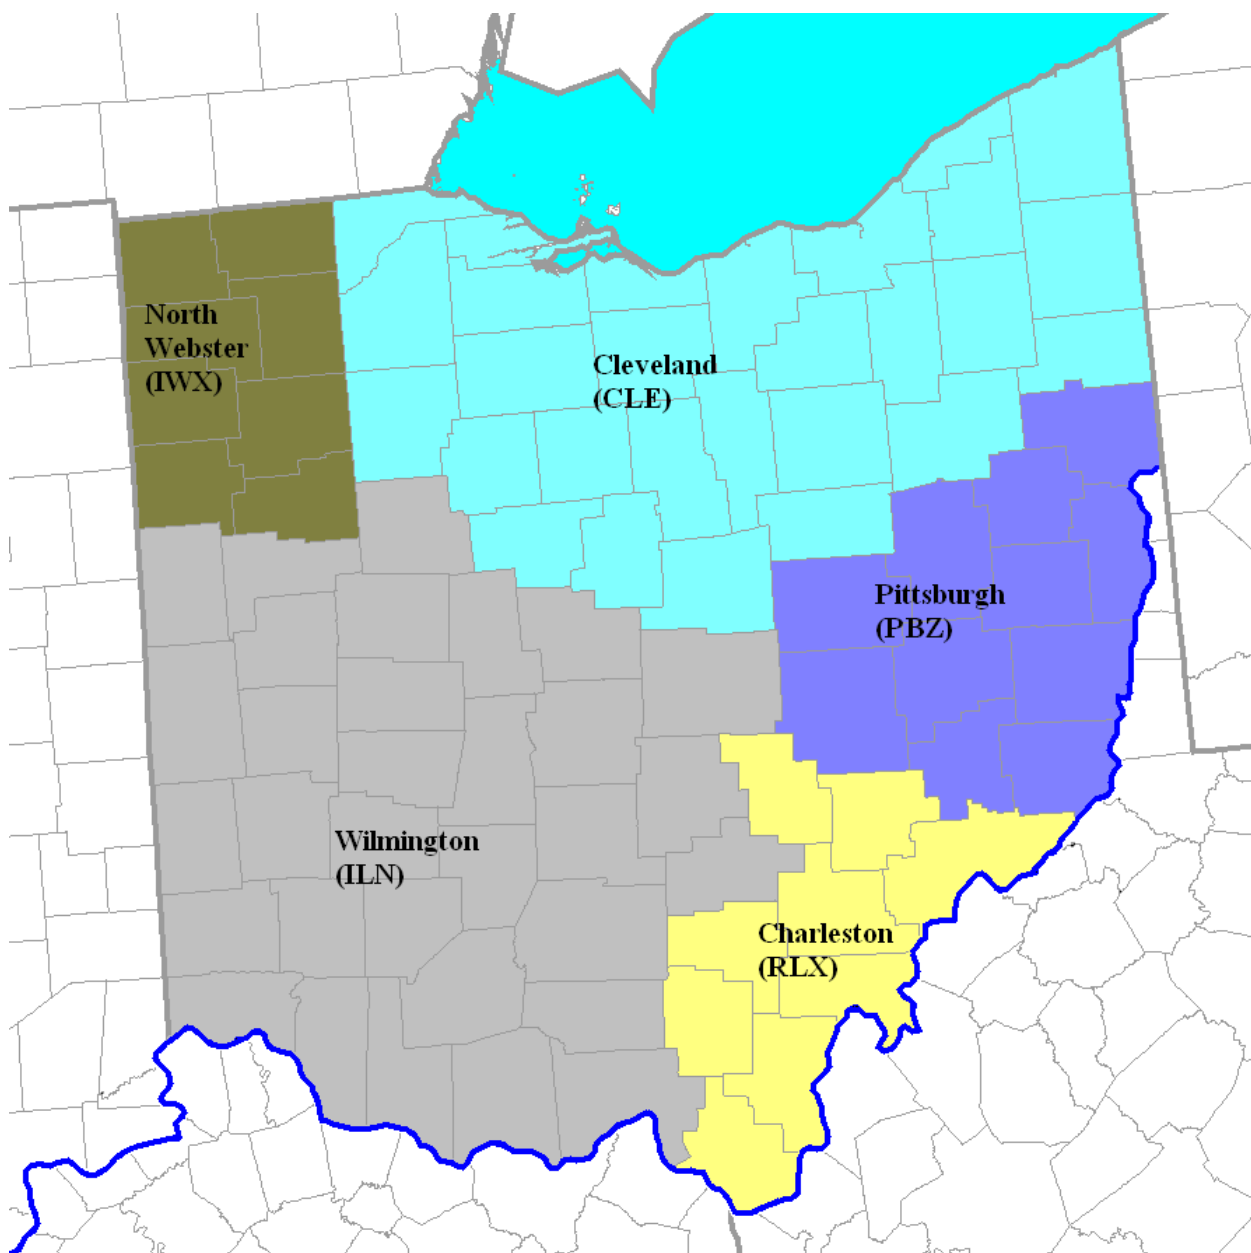 North
Webster
(IWX)
Cleveland
(CLE)
Pittsburgh
(PBZ)
Wilmington
(ILN)
Charleston
(RLX)